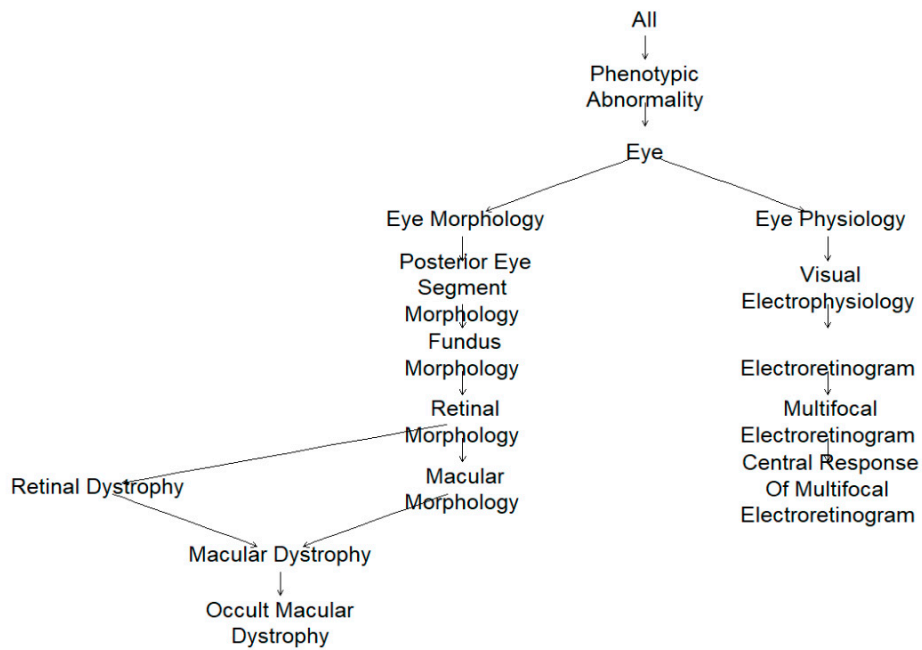 All
Phenotypic
Abnormality
Eye
Eye Morphology
Eye Physiology
Posterior Eye
Segment
Morphology
Visual
Electrophysiology
Fundus
Morphology
Electroretinogram
Retinal
Morphology
Multifocal
Electroretinogram
Retinal Dystrophy
Macular
Morphology
Central Response
Of Multifocal
Electroretinogram
Macular Dystrophy
Occult Macular
Dystrophy